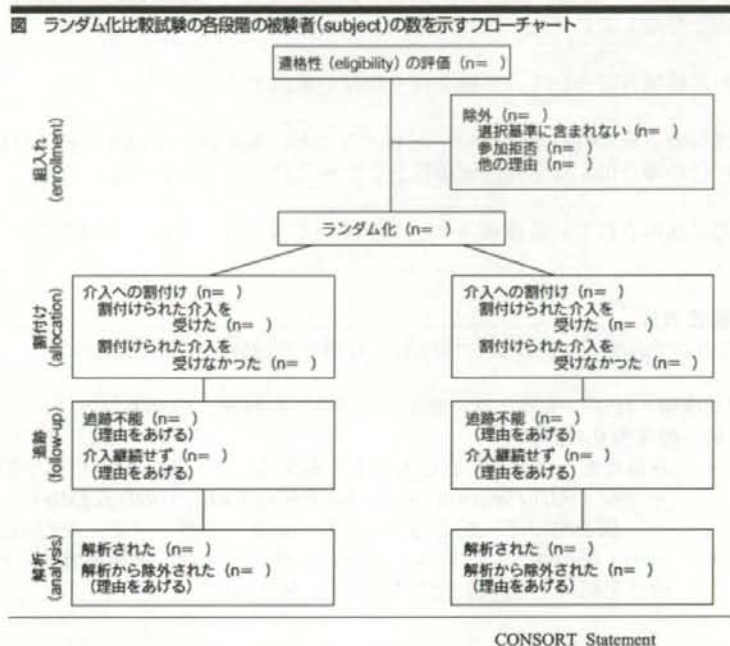 図 ランダム化比較試験の各段階の被験者(subject)の数を示すフローチャート
適格性 (eligibility) の評価 (n= )
除外 (n= )
選択基準に含まれない (n= )
参加拒否 (n= )
他の理由 (n= )
組入れ
(enrollment)
ランダム化 (n= )
割付け
(allocation)
介入への割付け (n= )
割付けられた介入を
受けた (n= )
割付けられた介入を
受けなかった (n= )
介入への割付け (n= )
割付けられた介入を
受けた (n= )
割付けられた介入を
受けなかった (n= )
追跡
(follow-up)
追跡不能 (n= )
(理由をあげる)
介入継続せず (n= )
(理由をあげる)
追跡不能 (n= )
(理由をあげる)
介入継続せず (n= )
(理由をあげる)
解析
(analysis)
解析された (n= )
解析から除外された (n= )
(理由をあげる)
解析された (n= )
解析から除外された (n= )
(理由をあげる)
CONSORT Statement